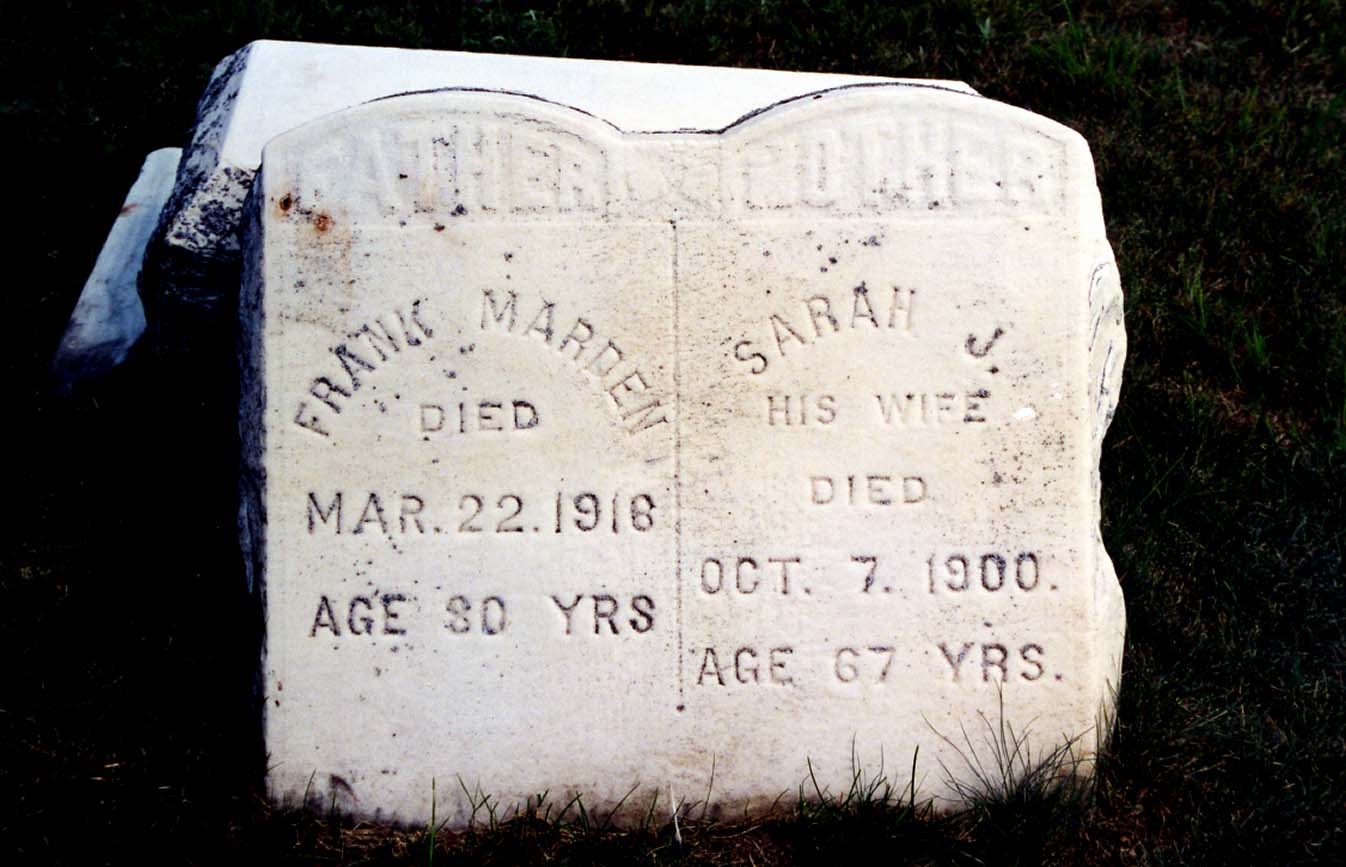 FATHER & MOTHER
FRANK MARDEN
DIED
MAR. 22. 1916
AGE 80 YRS
SARAH J.
HIS WIFE
DIED
OCT. 7. 1900.
AGE 67 YRS.